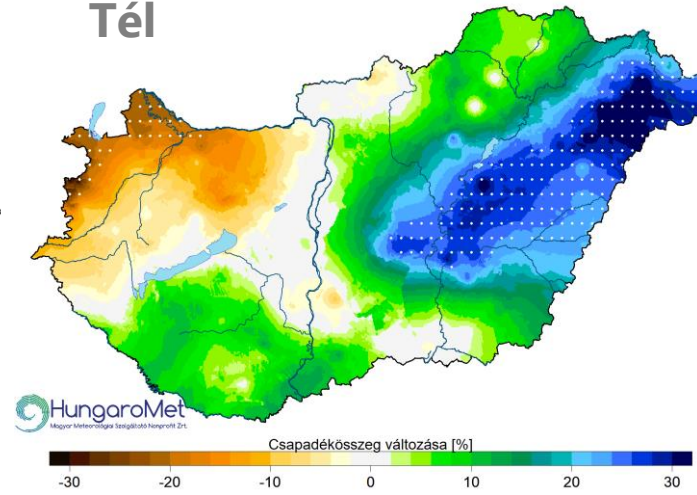 Tél
HungaroMet
Magyar Meteorológiai Szolgáltató Nonprofit Zrt.
Csapadékösszeg változása [%]
-30 -20 -10 0 10 20 30